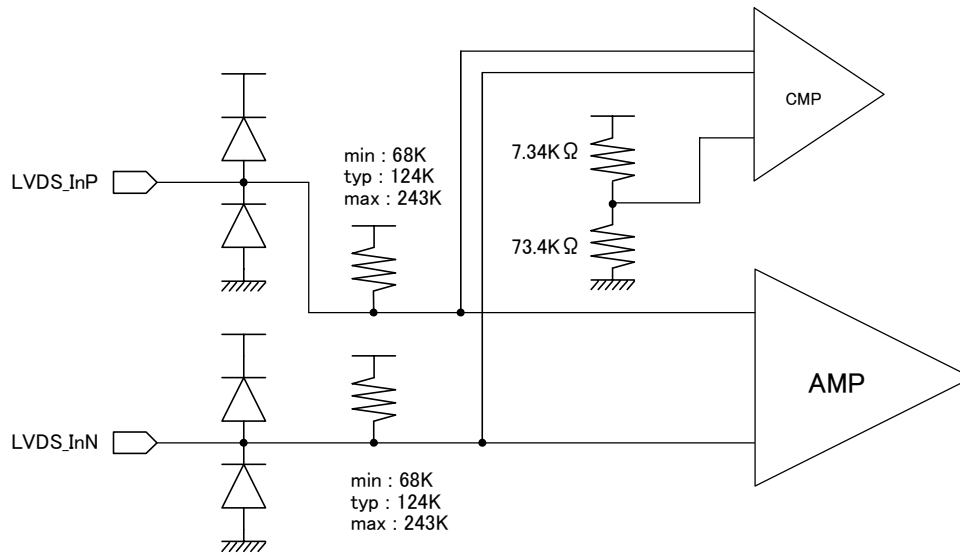 CMP
7.34KΩ
min : 68K
typ : 124K
max : 243K
LVDS_InP
73.4KΩ
AMP
LVDS_InN
min : 68K
typ : 124K
max : 243K